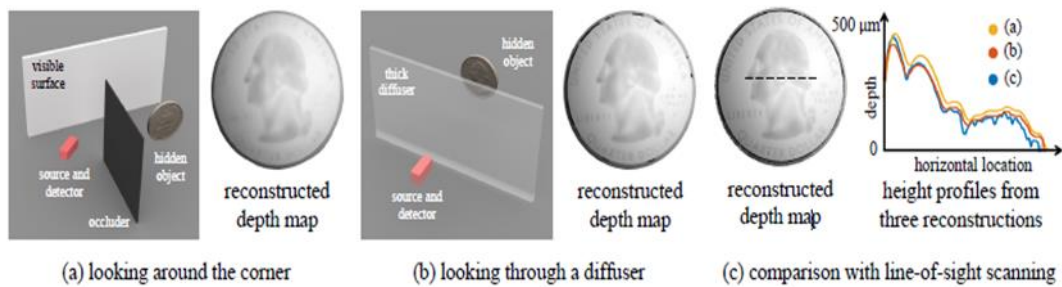 visible
surface
source and
detector
occluder
hidden
object
reconstructed
depth map
(a) looking around the corner
thick
diffuser
hidden
object
source and
detector
reconstructed
depth map
(b) looking through a diffuser
reconstructed
depth map
500 μm
depth
0
(a)
(b)
(c)
horizontal location
height profiles from
three reconstructions
(c) comparison with line-of-sight scanning